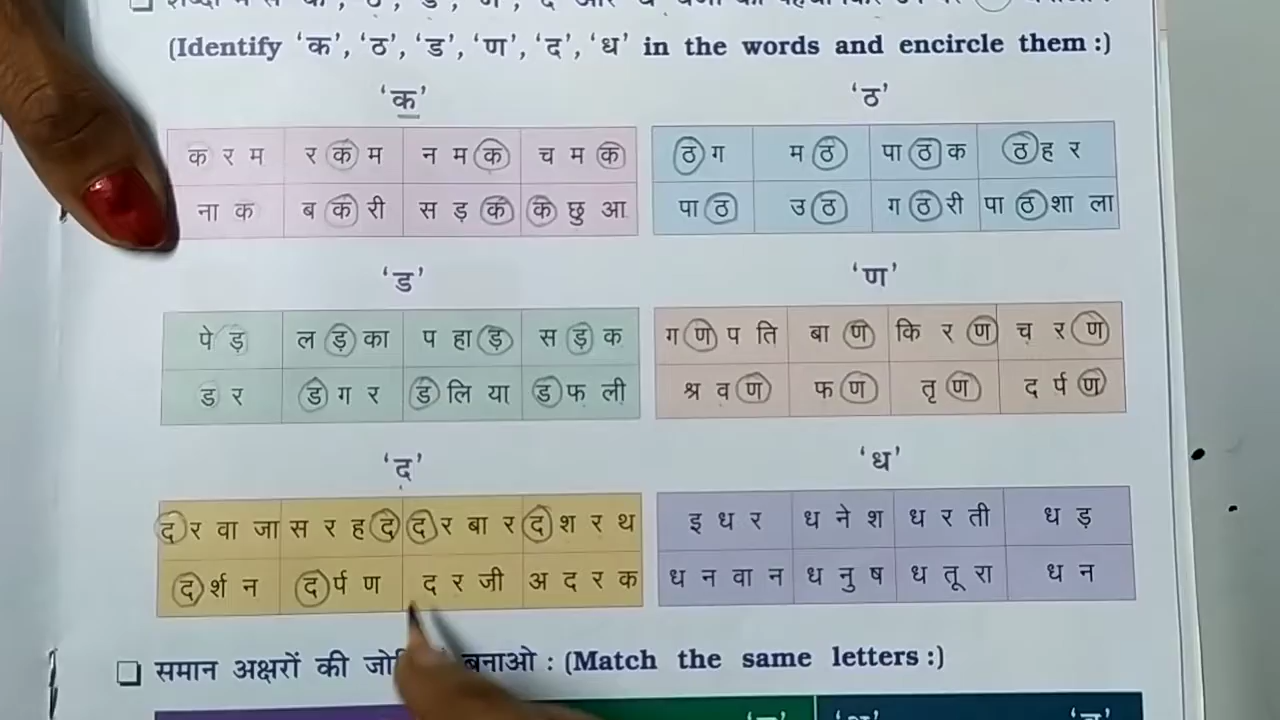 (Identify ‘क’, ‘ठ’, ‘ड’, ‘ण’, ‘द’, ‘ध’ in the words and encircle them :)
‘क’ ‘ठ’
क र म र क म न म क च म क ठ ग म ठ पा ठ क ठ ह र
ना क ब क री स ड़ क क छु आ पा ठ उ ठ ग ठ री पा ठ शा ला
‘ड’ ‘ण’
पे ड़ ल ड़ का प हा ड़ स ड़ क ग ण प ति बा ण कि र ण च र ण
ड र ड ग र ड लि या ड फ ली श्र व ण फ ण तृ ण द र्प ण
‘द’ ‘ध’
द र वा जा स र ह द द र बा र द श र थ इ ध र ध ने श ध र ती ध ड़
द र्श न द र्प ण द र जी अ द र क ध न वा न ध नु ष ध तू रा ध न
समान अक्षरों की बनाओ : (Match the same letters :)